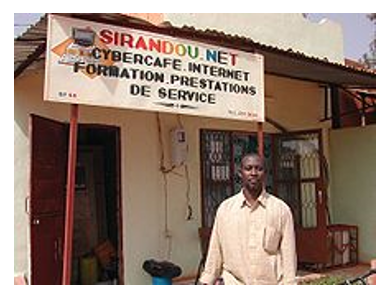 SIRANDOU.NET
CYBERCAFE.INTERNET
FORMATION.PRESTATIONS
DE SERVICE